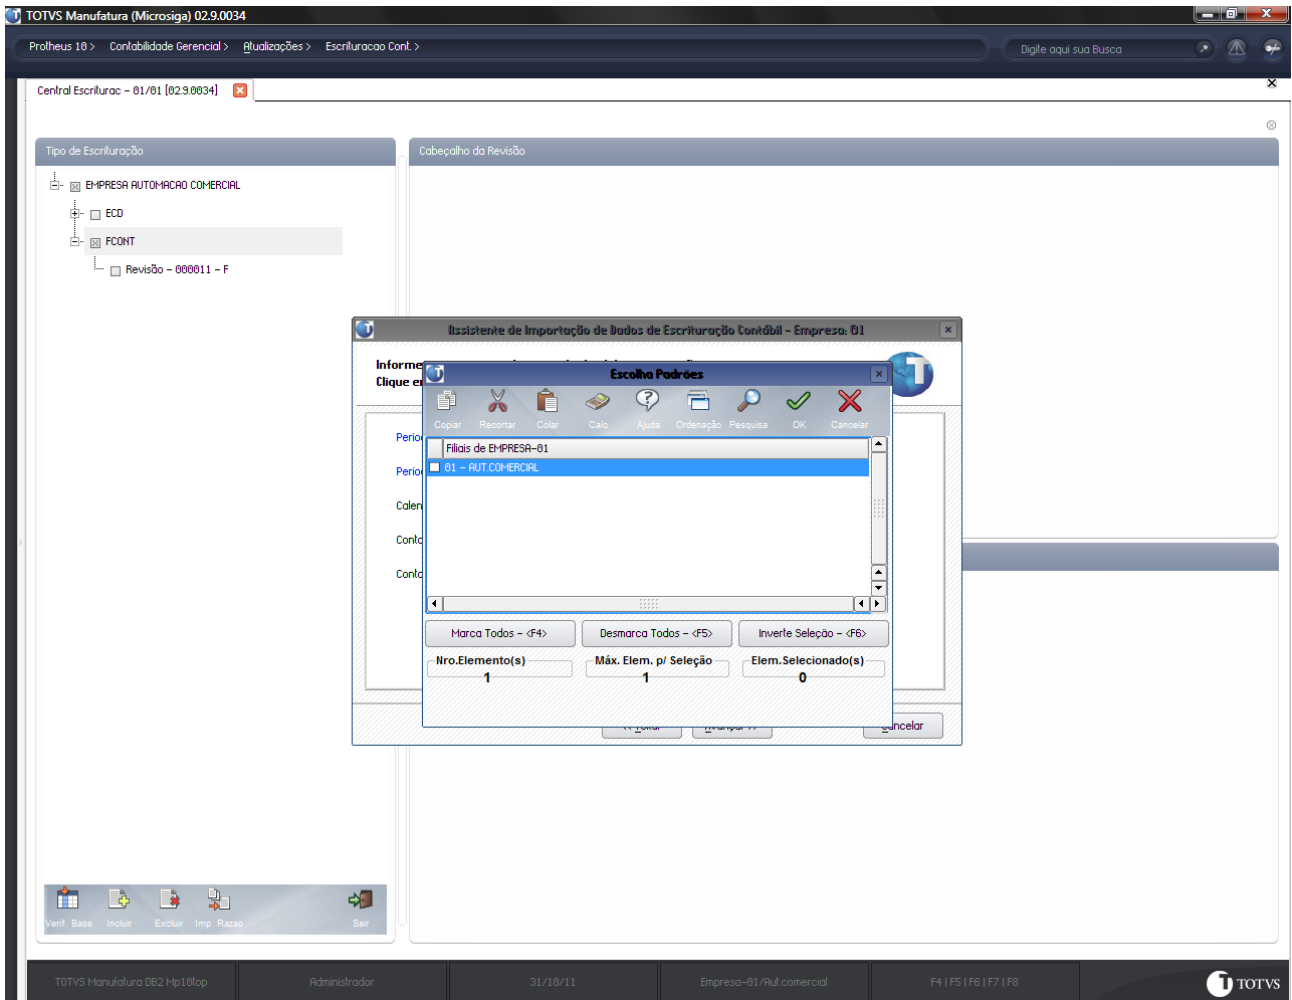 TOTVS Manufatura (Microsiga) 02.9.0034
Protheus 10 > Contabilidade Gerencial > Atualizações > Escrituracao Cont. >
Digite aqui sua Busca
Central Escriturac - 01/01 [02.9.0034]
Tipo de Escrituração
Cabeçalho da Revisão
EMPRESA AUTOMACAO COMERCIAL
ECD
FCONT
Revisão - 000011 - F
Assistente de Importação de Dados de Escrituração Contábil - Empresa: 01
Informe
Clique e
Escolha Padrões
Copiar Recortar Colar Calc Ajuda Ordenação Pesquisa OK Cancelar
Perio
Filiais de EMPRESA-01
01 - AUT.COMERCIAL
Perio
Calen
Conta
Conta
Marca Todos - <F4>
Desmarca Todos - <F5>
Inverte Seleção - <F6>
Nro.Elemento(s)
1
Máx. Elem. p/ Seleção
1
Elem.Selecionado(s)
0
<< Voltar
Avançar >>
Cancelar
Verif. Base Incluir Excluir Imp. Razao Sair
TOTVS Manufatura DB2 Mp10top
Administrador
31/10/11
Empresa-01/Aut.comercial
F4 | F5 | F6 | F7 | F8
TOTVS